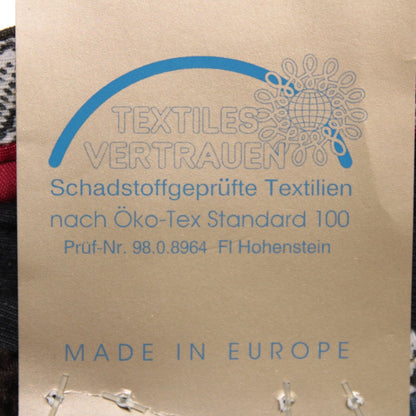 TEXTILES
VERTRAUEN
Schadstoffgeprüfte Textilien
nach Öko-Tex Standard 100
Prüf-Nr. 98.0.8964 FI Hohenstein
MADE IN EUROPE